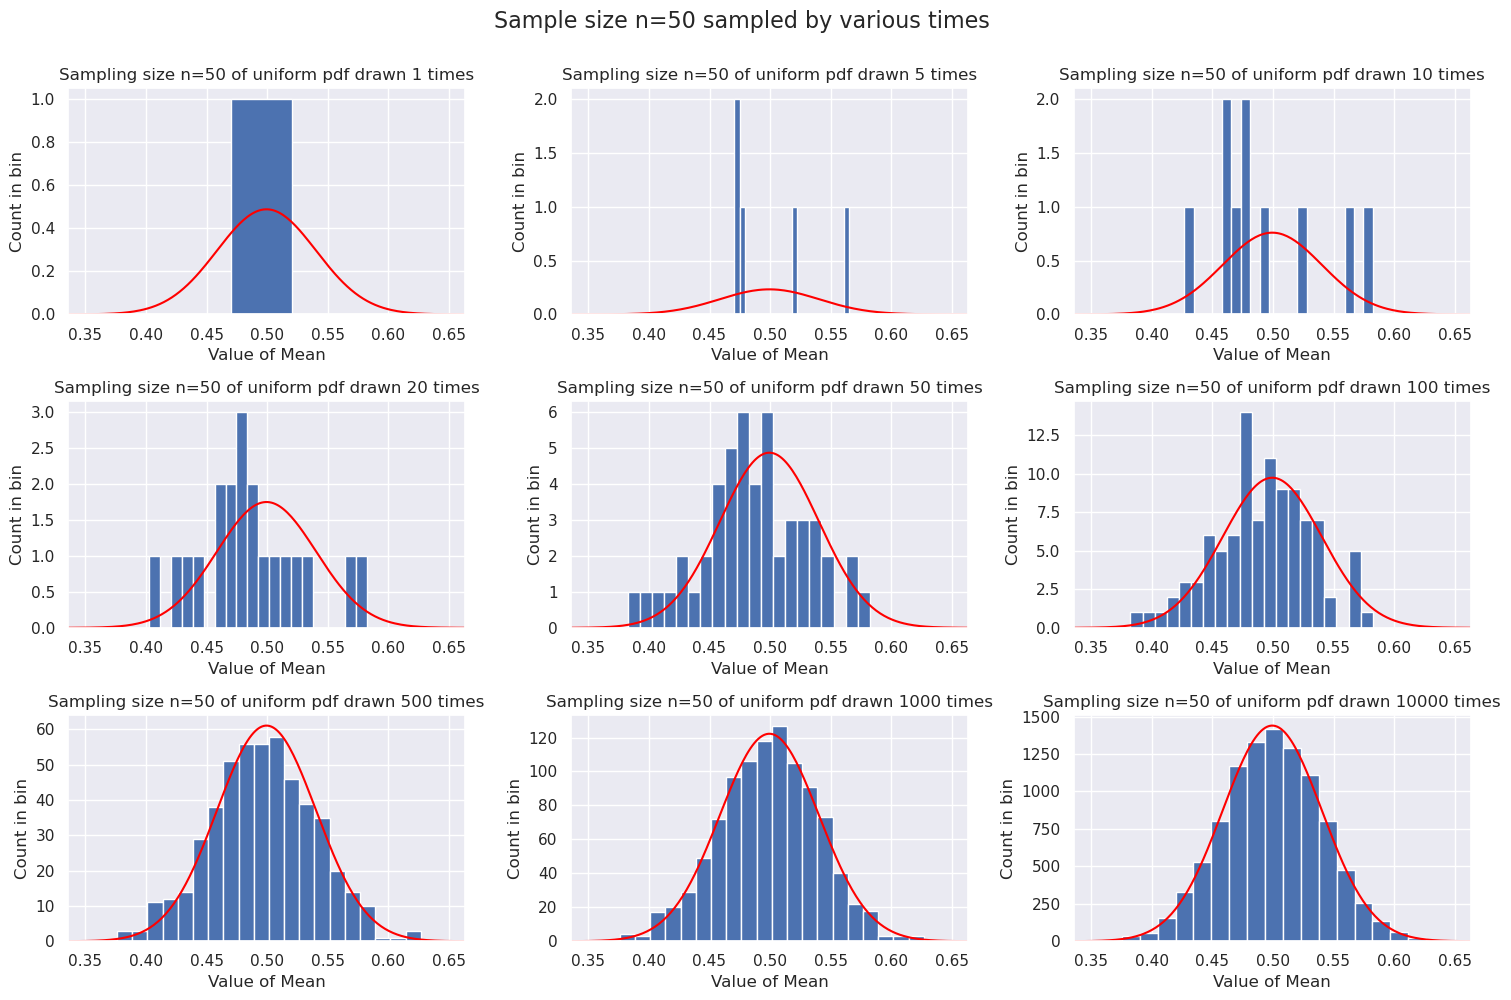 Sample size n=50 sampled by various times
Sampling size n=50 of uniform pdf drawn 1 times
Count in bin
1.0
0.8
0.6
0.4
0.2
0.0
0.35 0.40 0.45 0.50 0.55 0.60 0.65
Value of Mean
Sampling size n=50 of uniform pdf drawn 5 times
Count in bin
2.0
1.5
1.0
0.5
0.0
0.35 0.40 0.45 0.50 0.55 0.60 0.65
Value of Mean
Sampling size n=50 of uniform pdf drawn 10 times
Count in bin
2.0
1.5
1.0
0.5
0.0
0.35 0.40 0.45 0.50 0.55 0.60 0.65
Value of Mean
Sampling size n=50 of uniform pdf drawn 20 times
Count in bin
3.0
2.5
2.0
1.5
1.0
0.5
0.0
0.35 0.40 0.45 0.50 0.55 0.60 0.65
Value of Mean
Sampling size n=50 of uniform pdf drawn 50 times
Count in bin
6
5
4
3
2
1
0
0.35 0.40 0.45 0.50 0.55 0.60 0.65
Value of Mean
Sampling size n=50 of uniform pdf drawn 100 times
Count in bin
12.5
10.0
7.5
5.0
2.5
0.0
0.35 0.40 0.45 0.50 0.55 0.60 0.65
Value of Mean
Sampling size n=50 of uniform pdf drawn 500 times
Count in bin
60
50
40
30
20
10
0
0.35 0.40 0.45 0.50 0.55 0.60 0.65
Value of Mean
Sampling size n=50 of uniform pdf drawn 1000 times
Count in bin
120
100
80
60
40
20
0
0.35 0.40 0.45 0.50 0.55 0.60 0.65
Value of Mean
Sampling size n=50 of uniform pdf drawn 10000 times
Count in bin
1500
1250
1000
750
500
250
0
0.35 0.40 0.45 0.50 0.55 0.60 0.65
Value of Mean